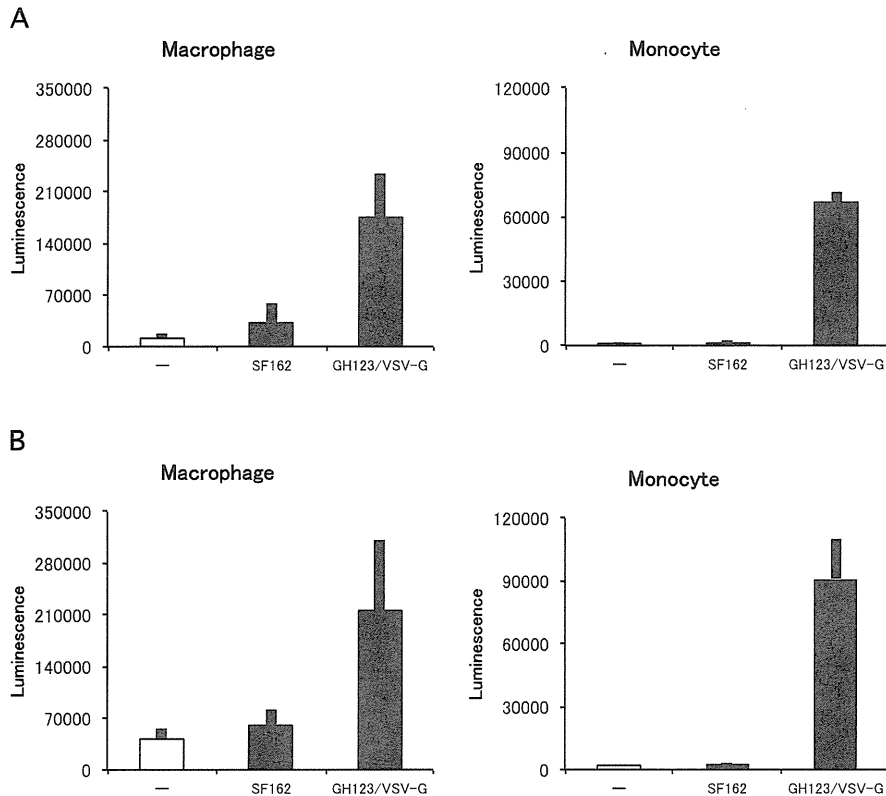 A
Macrophage
Luminescence
350000
280000
210000
140000
70000
0
—
SF162
GH123/VSV-G
Monocyte
Luminescence
120000
90000
60000
30000
0
—
SF162
GH123/VSV-G
B
Macrophage
Luminescence
350000
280000
210000
140000
70000
0
—
SF162
GH123/VSV-G
Monocyte
Luminescence
120000
90000
60000
30000
0
—
SF162
GH123/VSV-G